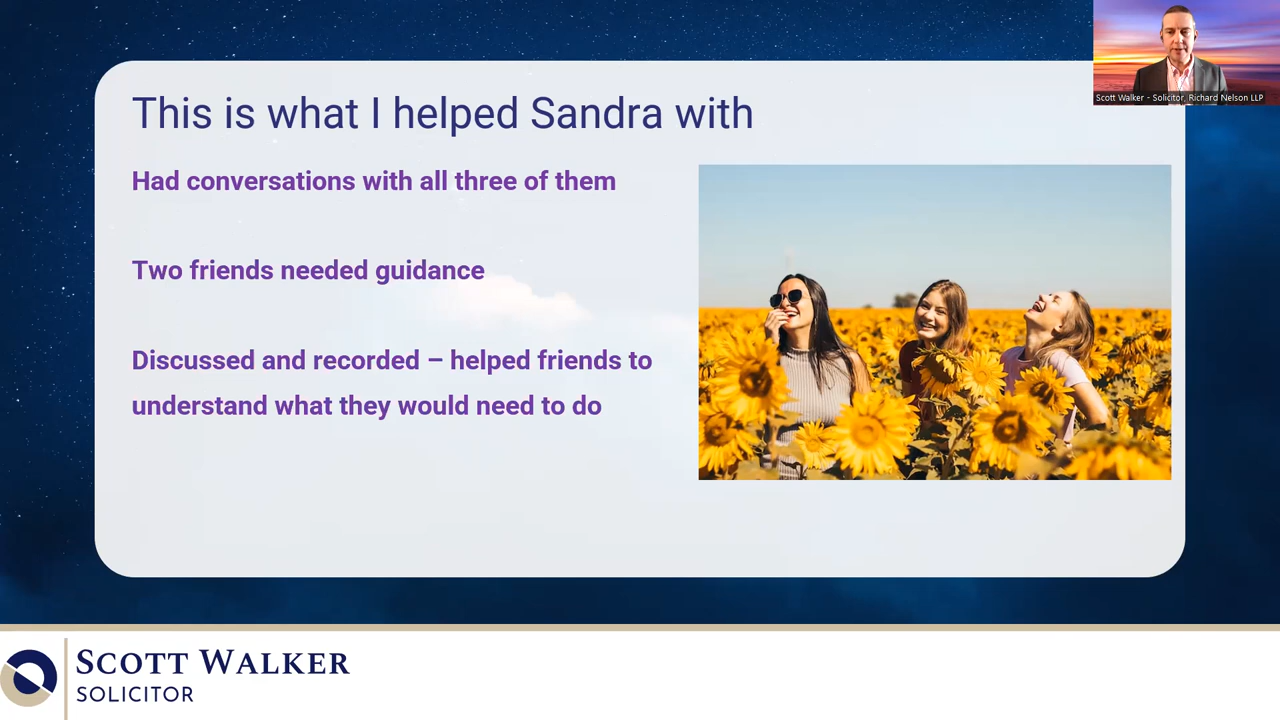 Scott Walker - Solicitor, Richard Nelson LLP
This is what I helped Sandra with
Had conversations with all three of them
Two friends needed guidance
Discussed and recorded – helped friends to
understand what they would need to do
SCOTT WALKER
SOLICITOR